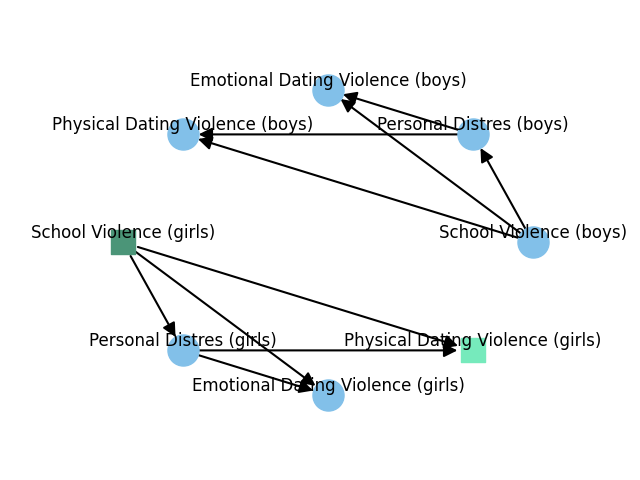 Emotional Dating Violence (boys)
Physical Dating Violence (boys)
Personal Distres (boys)
School Violence (girls)
School Violence (boys)
Personal Distres (girls)
Physical Dating Violence (girls)
Emotional Dating Violence (girls)